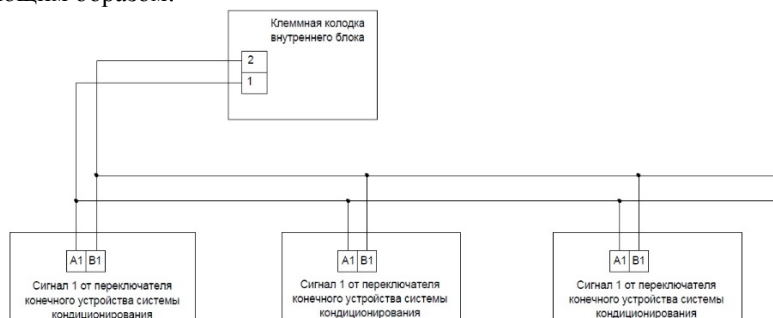 ющим образом:
Клеммная колодка
внутреннего блока
2
1
A1 B1
Сигнал 1 от переключателя
конечного устройства системы
кондиционирования
A1 B1
Сигнал 1 от переключателя
конечного устройства системы
кондиционирования
A1 B1
Сигнал 1 от переключателя
конечного устройства системы
кондиционирования